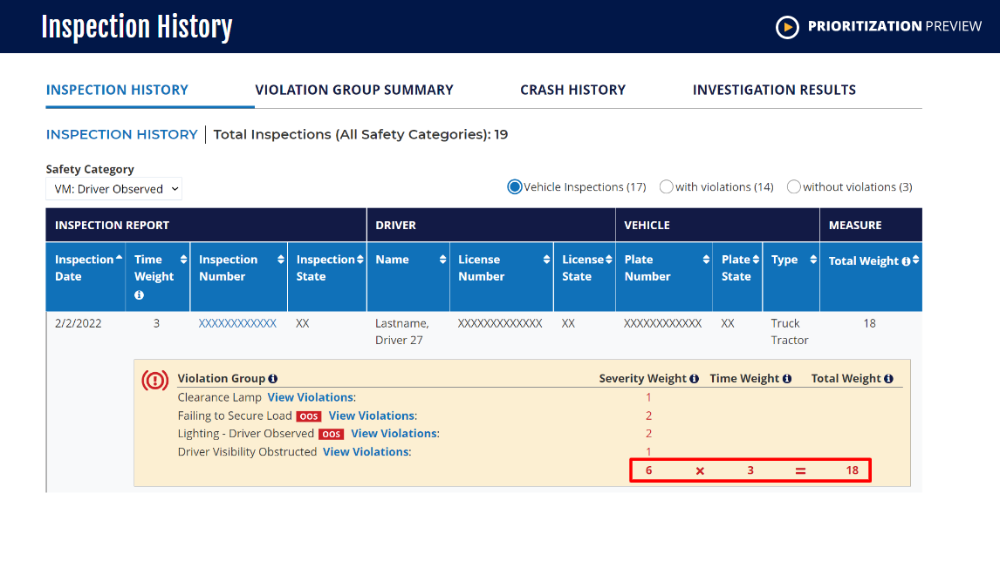 Inspection History
PRIORITIZATION PREVIEW
INSPECTION HISTORY VIOLATION GROUP SUMMARY CRASH HISTORY INVESTIGATION RESULTS
INSPECTION HISTORY Total Inspections (All Safety Categories): 19
Safety Category
VM: Driver Observed Vehicle Inspections (17) with violations (14) without violations (3)
INSPECTION REPORT DRIVER VEHICLE MEASURE
Inspection Time Inspection Inspection Name License License Plate Plate Type Total Weight
Date Weight Number State Number State Number State
2/2/2022 3 XXXXXXXXXXXX XX Lastname, XXXXXXXXXXXXX XX XXXXXXXXXXXX XX Truck 18
Driver 27 Tractor
Violation Group Severity Weight Time Weight Total Weight
Clearance Lamp View Violations: 1
Failing to Secure Load OOS View Violations: 2
Lighting - Driver Observed OOS View Violations: 2
Driver Visibility Obstructed View Violations: 1
6 × 3 = 18